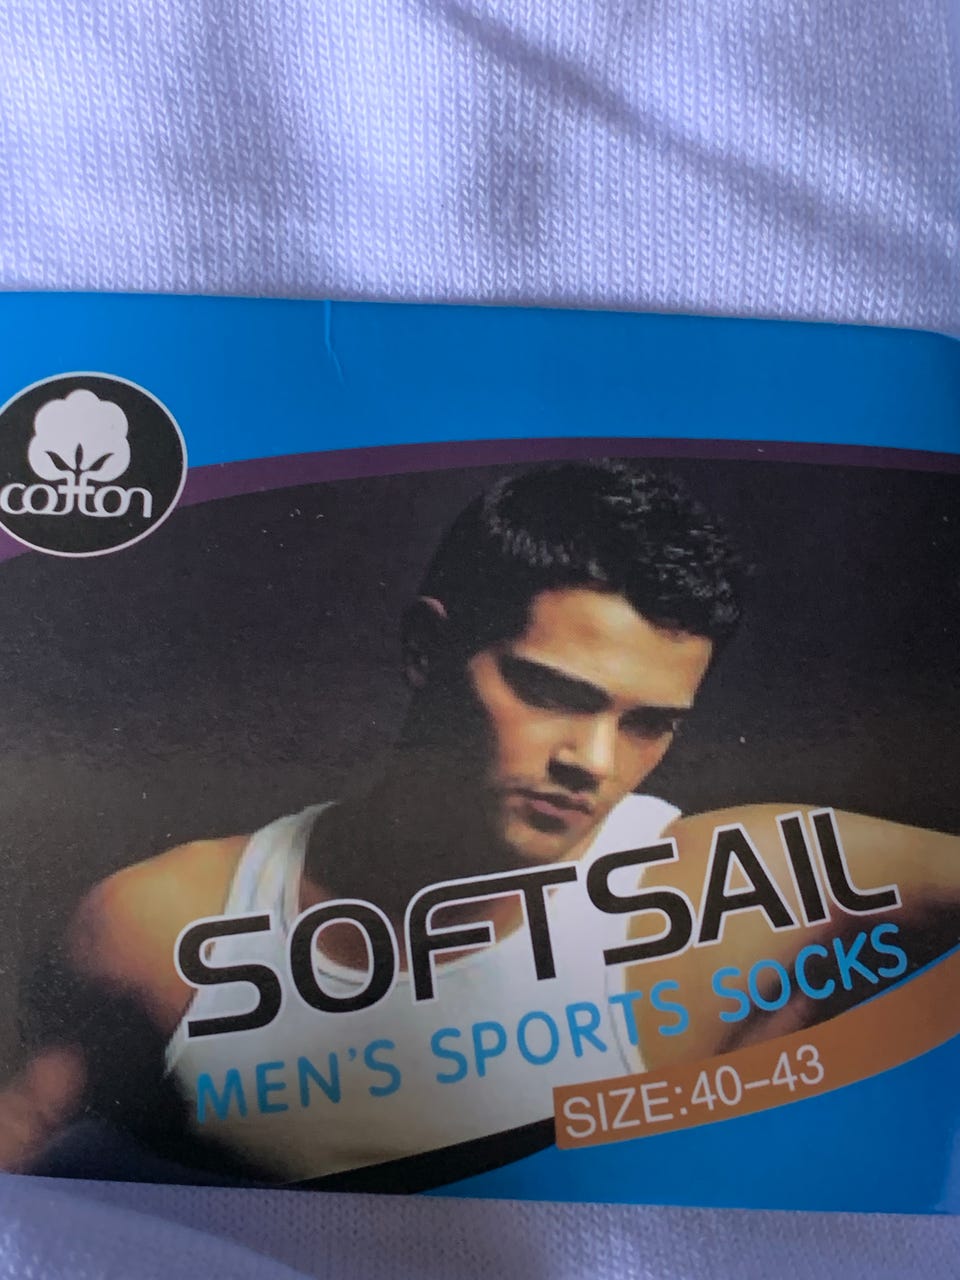 cotton
SOFTSAIL
MEN'S SPORTS SOCKS
SIZE:40-43